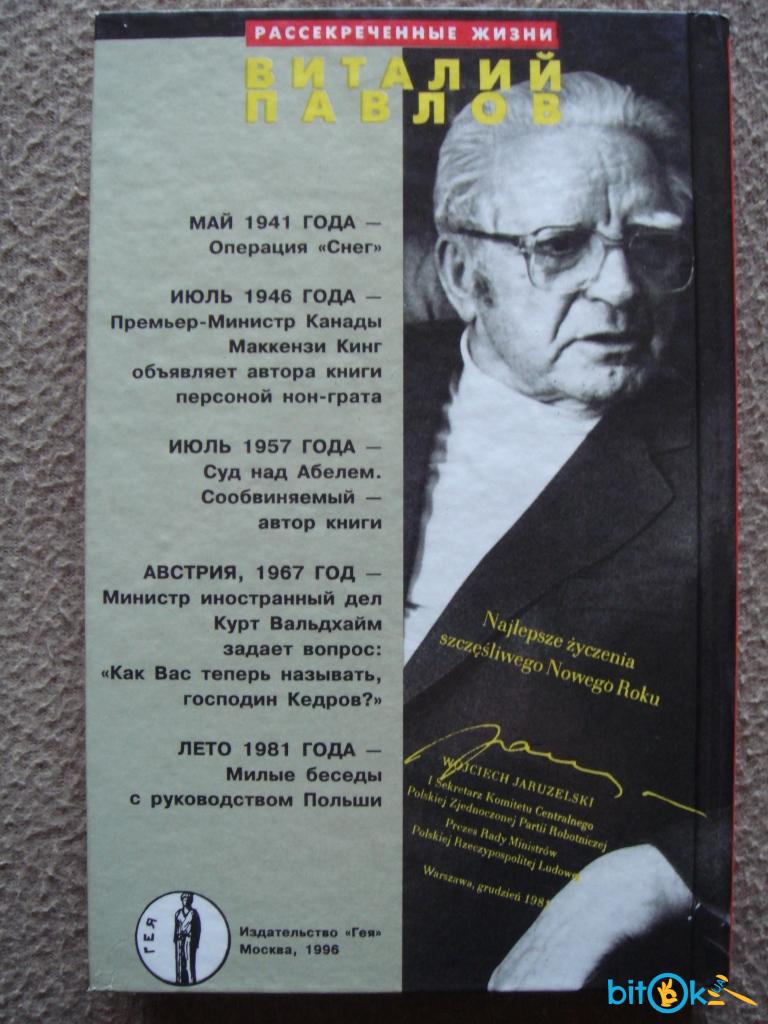 РАССЕКРЕЧЕННЫЕ ЖИЗНИ
ВИТАЛИЙ
ПАВЛОВ
МАЙ 1941 ГОДА –
Операция «Снег»
ИЮЛЬ 1946 ГОДА –
Премьер-Министр Канады
Маккензи Кинг
объявляет автора книги
персоной нон-грата
ИЮЛЬ 1957 ГОДА –
Суд над Абелем.
Сообвиняемый –
автор книги
АВСТРИЯ, 1967 ГОД –
Министр иностранный дел
Курт Вальдхайм
задает вопрос:
«Как Вас теперь называть,
господин Кедров?»
ЛЕТО 1981 ГОДА –
Милые беседы
с руководством Польши
Najlepsze życzenia
szczęśliwego Nowego Roku
WOJCIECH JARUZELSKI
I Sekretarz Komitetu Centralnego
Polskiej Zjednoczonej Partii Robotniczej
Prezes Rady Ministrów
Polskiej Rzeczypospolitej Ludowej
Warszawa, grudzień 1981
ГЕЯ
Издательство «Гея»
Москва, 1996
bitOk.UA